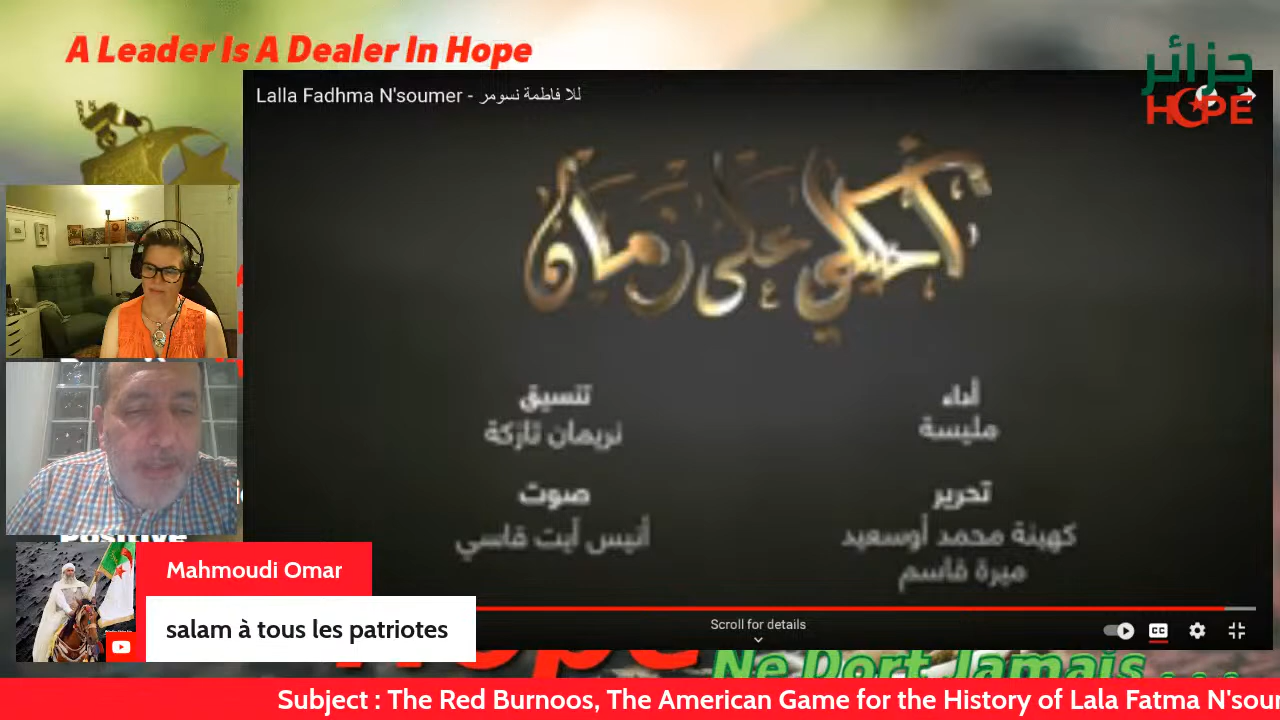 A Leader Is A Dealer In Hope
جزائر
HOPE
Lalla Fadhma N'soumer - للا فاطمة نسومر
احكي على زمان
أداء
مليسة
تنسيق
نريمان تازكة
تحرير
كهينة محمد أوسعيد
ميرة قاسم
صوت
أنيس آيت قاسي
Positive
Mahmoudi Omar
salam à tous les patriotes
Scroll for details
CC
Hope
Ne Dort Jamais...
Subject : The Red Burnoos, The American Game for the History of Lala Fatma N'sour